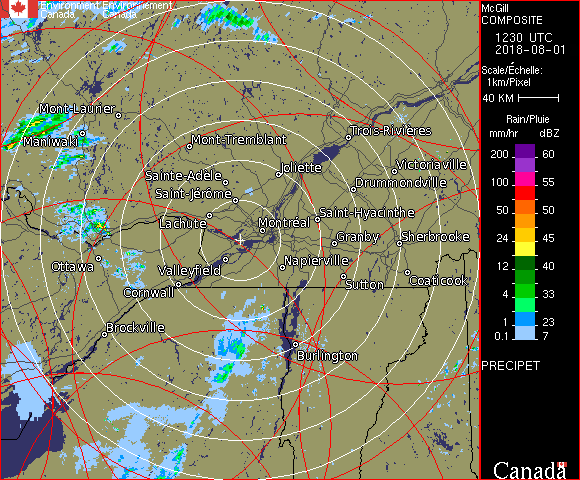 Environment Environnement
Canada Canada
Mont-Laurier
Maniwaki
Mont-Tremblant
Trois-Rivières
Joliette
Victoriaville
Sainte-Adèle
Drummondville
Saint-Jérôme
Lachute
Saint-Hyacinthe
Montréal
Granby
Sherbrooke
Ottawa
Valleyfield
Napierville
Cornwall
Sutton
Coaticook
Brockville
Burlington
McGill
COMPOSITE
1230 UTC
2018-08-01
Scale/Échelle:
1km/Pixel
40 KM
Rain/Pluie
mm/hr dBZ
200 60
100 55
50 50
24 45
12 40
4 33
1 23
0.1 7
PRECIPET
Canada